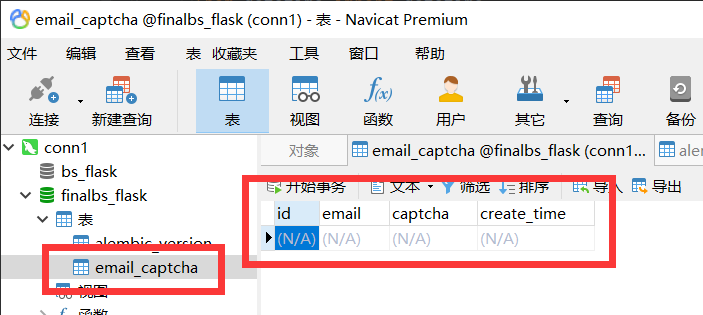 email_captcha @finalbs_flask (conn1) - 表 - Navicat Premium
文件 编辑 查看 表 收藏夹 工具 窗口 帮助
连接 新建查询 表 视图 函数 用户 其它 查询 备份
f(x)
conn1
bs_flask
finalbs_flask
表
alembic_version
email_captcha
视图
函数
对象 email_captcha @finalbs_flask (conn1... alem
开始事务 文本 筛选 排序 导入 导出
id email captcha create_time
(N/A) (N/A) (N/A) (N/A)